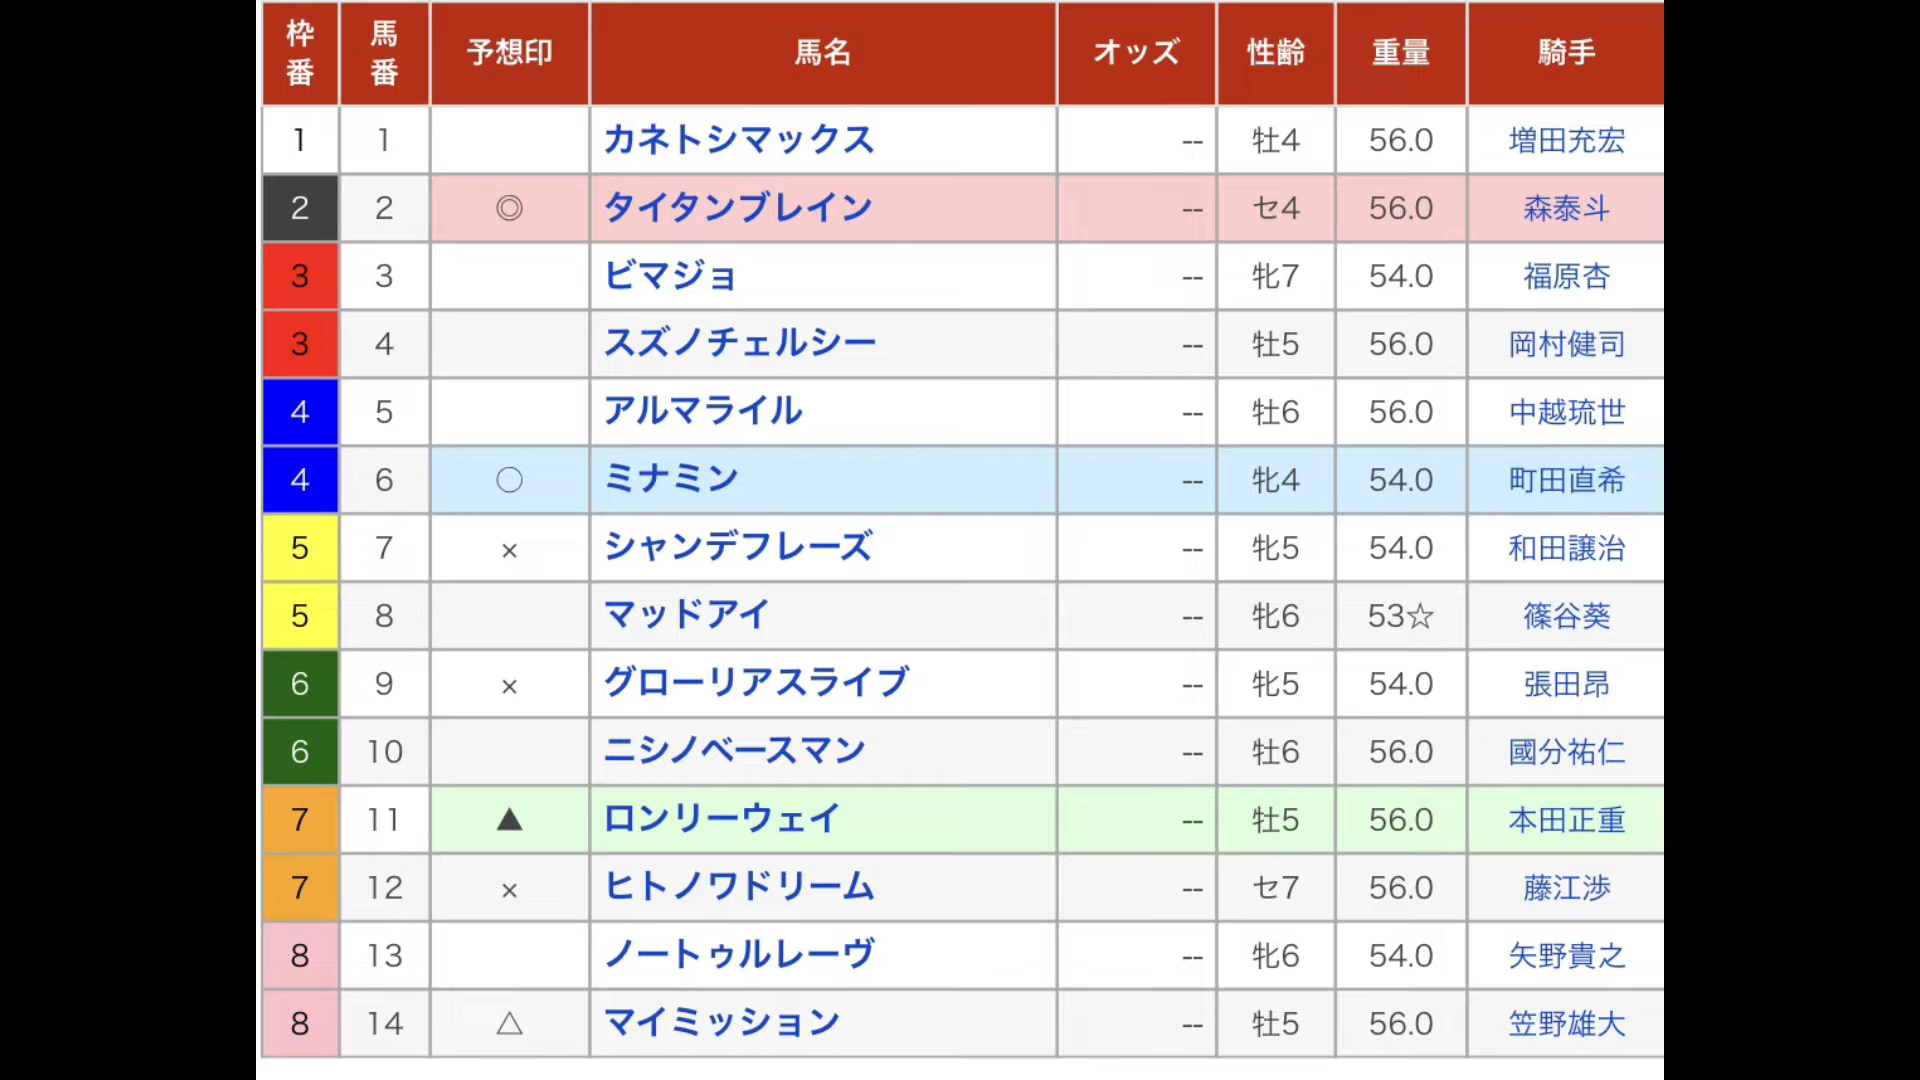 枠番 馬番 予想印 馬名 オッズ 性齢 重量 騎手
1 1 カネトシマックス -- 牡4 56.0 増田充宏
2 2 ◎ タイタンブレイン -- セ4 56.0 森泰斗
3 3 ビマジョ -- 牝7 54.0 福原杏
3 4 スズノチェルシー -- 牡5 56.0 岡村健司
4 5 アルマライル -- 牡6 56.0 中越琉世
4 6 ○ ミナミン -- 牝4 54.0 町田直希
5 7 × シャンデフレーズ -- 牝5 54.0 和田譲治
5 8 マッドアイ -- 牝6 53☆ 篠谷葵
6 9 × グローリアスライブ -- 牝5 54.0 張田昂
6 10 ニシノベースマン -- 牡6 56.0 國分祐仁
7 11 ▲ ロンリーウェイ -- 牡5 56.0 本田正重
7 12 × ヒトノワドリーム -- セ7 56.0 藤江渉
8 13 ノートゥルレーヴ -- 牝6 54.0 矢野貴之
8 14 △ マイミッション -- 牡5 56.0 笠野雄大